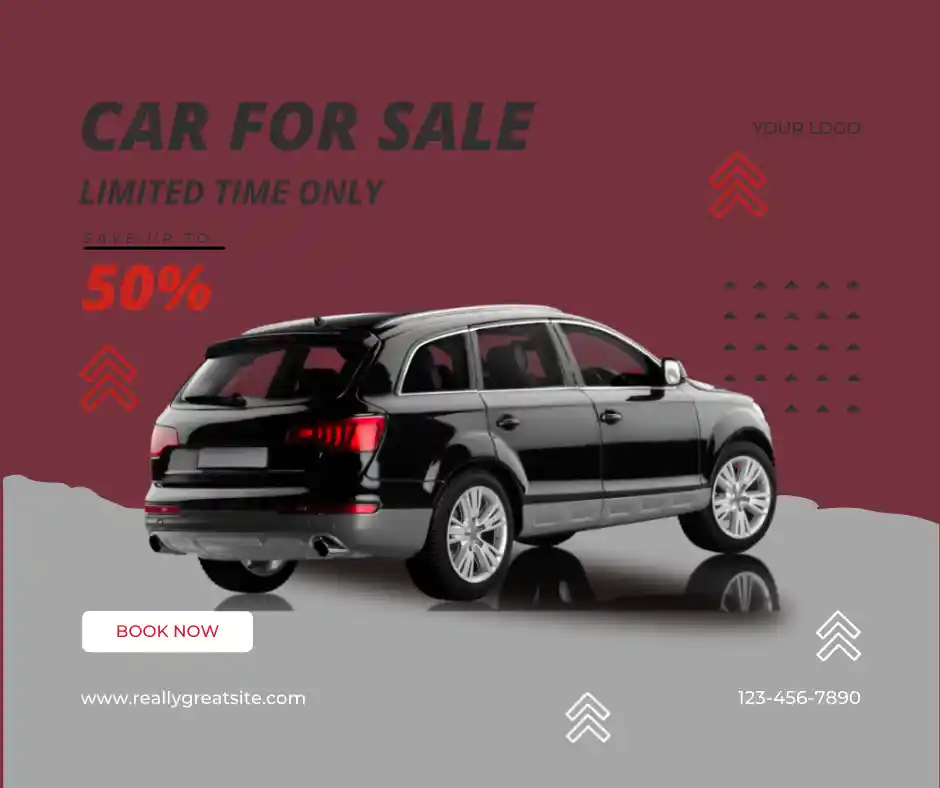 CAR FOR SALE
YOUR LOGO
LIMITED TIME ONLY
SAVE UP TO
50%
BOOK NOW
www.reallygreatsite.com
123-456-7890